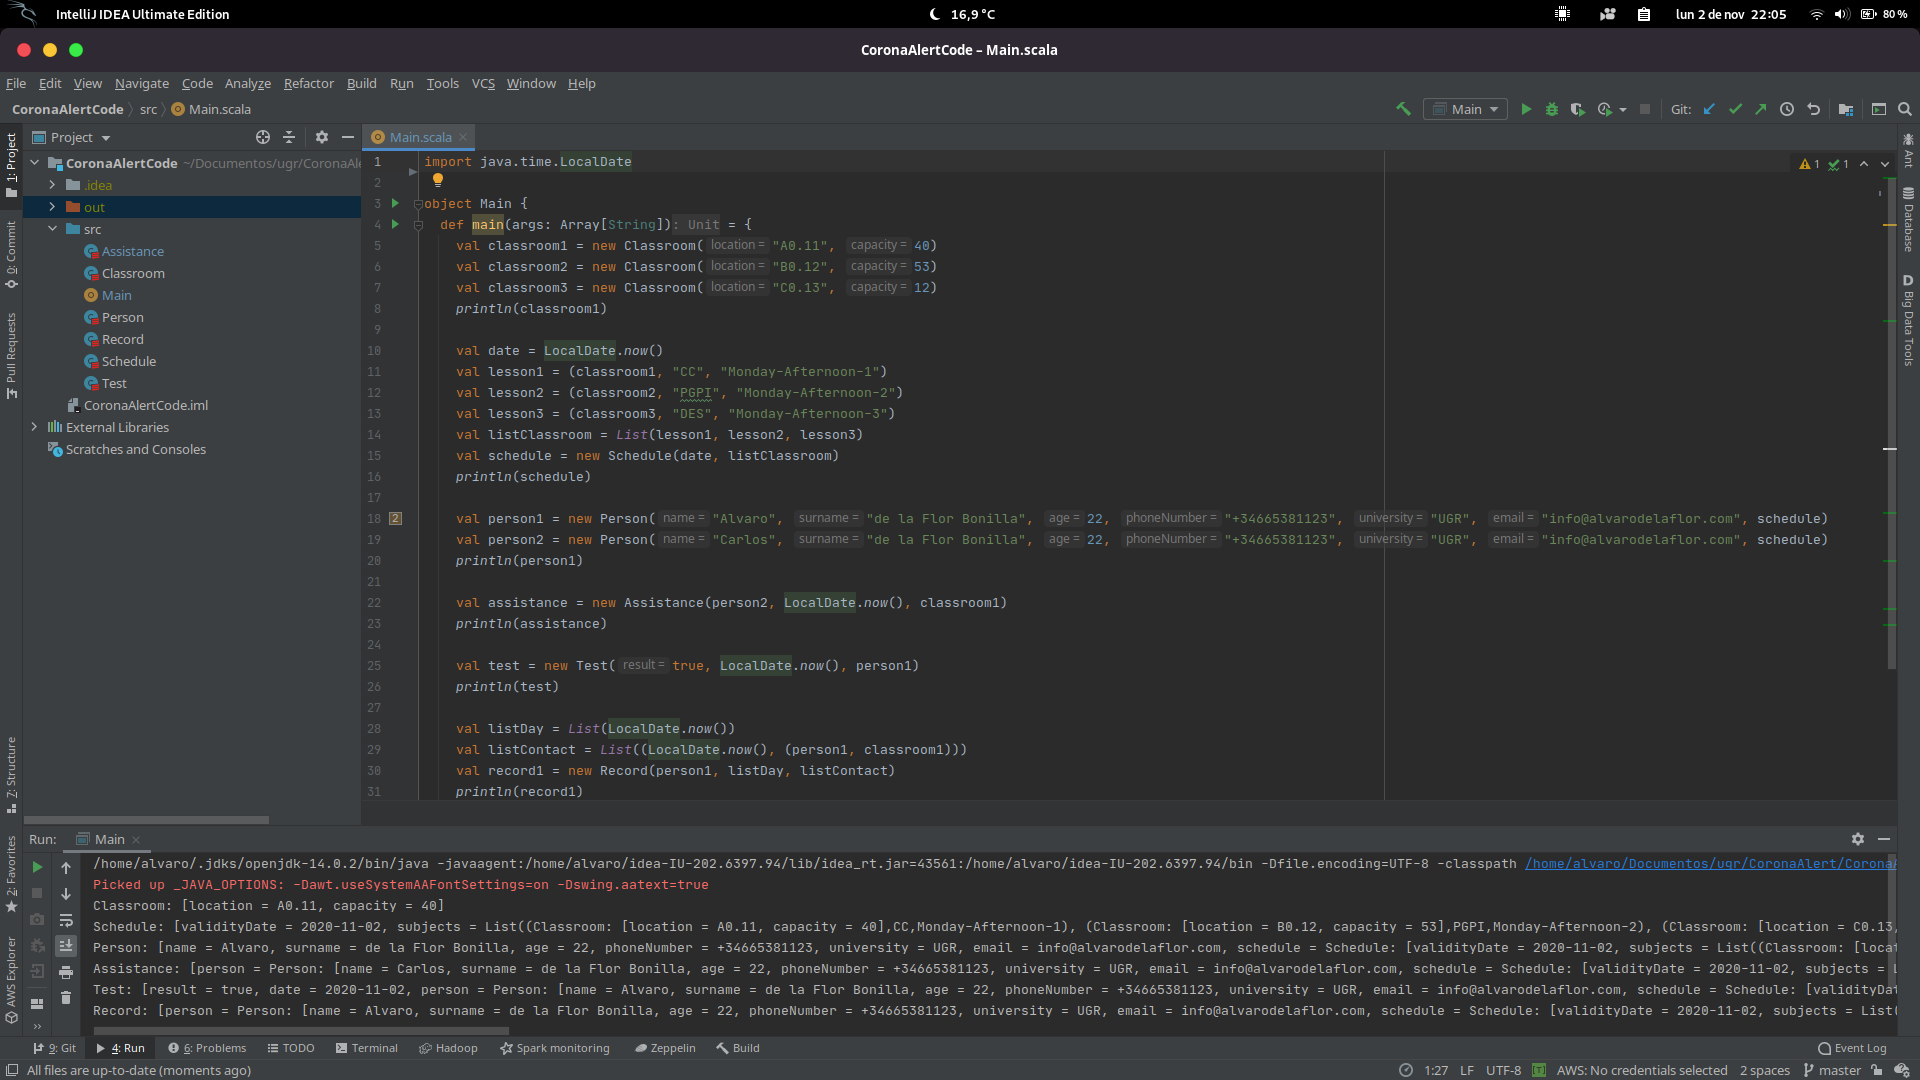 IntelliJ IDEA Ultimate Edition
16,9 °C
lun 2 de nov 22:05
80 %
CoronaAlertCode – Main.scala
File Edit View Navigate Code Analyze Refactor Build Run Tools VCS Window Help
CoronaAlertCode src Main.scala
Main
Git:
Project
Main.scala
1: Project
0: Commit
Pull Requests
7: Structure
2: Favorites
AWS Explorer
CoronaAlertCode ~/Documentos/ugr/CoronaAl
.idea
out
src
Assistance
Classroom
Main
Person
Record
Schedule
Test
CoronaAlertCode.iml
External Libraries
Scratches and Consoles
1 import java.time.LocalDate
2
3 object Main {
4 def main(args: Array[String]): Unit = {
5 val classroom1 = new Classroom( location = "A0.11", capacity = 40)
6 val classroom2 = new Classroom( location = "B0.12", capacity = 53)
7 val classroom3 = new Classroom( location = "C0.13", capacity = 12)
8 println(classroom1)
9
10 val date = LocalDate.now()
11 val lesson1 = (classroom1, "CC", "Monday-Afternoon-1")
12 val lesson2 = (classroom2, "PGPI", "Monday-Afternoon-2")
13 val lesson3 = (classroom3, "DES", "Monday-Afternoon-3")
14 val listClassroom = List(lesson1, lesson2, lesson3)
15 val schedule = new Schedule(date, listClassroom)
16 println(schedule)
17
18 2 val person1 = new Person( name = "Alvaro", surname = "de la Flor Bonilla", age = 22, phoneNumber = "+34665381123", university = "UGR", email = "info@alvarodelaflor.com", schedule)
19 val person2 = new Person( name = "Carlos", surname = "de la Flor Bonilla", age = 22, phoneNumber = "+34665381123", university = "UGR", email = "info@alvarodelaflor.com", schedule)
20 println(person1)
21
22 val assistance = new Assistance(person2, LocalDate.now(), classroom1)
23 println(assistance)
24
25 val test = new Test( result = true, LocalDate.now(), person1)
26 println(test)
27
28 val listDay = List(LocalDate.now())
29 val listContact = List((LocalDate.now(), (person1, classroom1)))
30 val record1 = new Record(person1, listDay, listContact)
31 println(record1)
1 1
Ant
Database
D Big Data Tools
Run: Main
/home/alvaro/.jdks/openjdk-14.0.2/bin/java -javaagent:/home/alvaro/idea-IU-202.6397.94/lib/idea_rt.jar=43561:/home/alvaro/idea-IU-202.6397.94/bin -Dfile.encoding=UTF-8 -classpath /home/alvaro/Documentos/ugr/CoronaAlert/Corona
Picked up _JAVA_OPTIONS: -Dawt.useSystemAAFontSettings=on -Dswing.aatext=true
Classroom: [location = A0.11, capacity = 40]
Schedule: [validityDate = 2020-11-02, subjects = List((Classroom: [location = A0.11, capacity = 40],CC,Monday-Afternoon-1), (Classroom: [location = B0.12, capacity = 53],PGPI,Monday-Afternoon-2), (Classroom: [location = C0.13,
Person: [name = Alvaro, surname = de la Flor Bonilla, age = 22, phoneNumber = +34665381123, university = UGR, email = info@alvarodelaflor.com, schedule = Schedule: [validityDate = 2020-11-02, subjects = List((Classroom: [locat
Assistance: [person = Person: [name = Carlos, surname = de la Flor Bonilla, age = 22, phoneNumber = +34665381123, university = UGR, email = info@alvarodelaflor.com, schedule = Schedule: [validityDate = 2020-11-02, subjects = L
Test: [result = true, date = 2020-11-02, person = Person: [name = Alvaro, surname = de la Flor Bonilla, age = 22, phoneNumber = +34665381123, university = UGR, email = info@alvarodelaflor.com, schedule = Schedule: [validityDat
Record: [person = Person: [name = Alvaro, surname = de la Flor Bonilla, age = 22, phoneNumber = +34665381123, university = UGR, email = info@alvarodelaflor.com, schedule = Schedule: [validityDate = 2020-11-02, subjects = List(
9: Git 4: Run 6: Problems TODO Terminal Hadoop Spark monitoring Zeppelin Build Event Log
All files are up-to-date (moments ago)
1:27 LF UTF-8 AWS: No credentials selected 2 spaces master